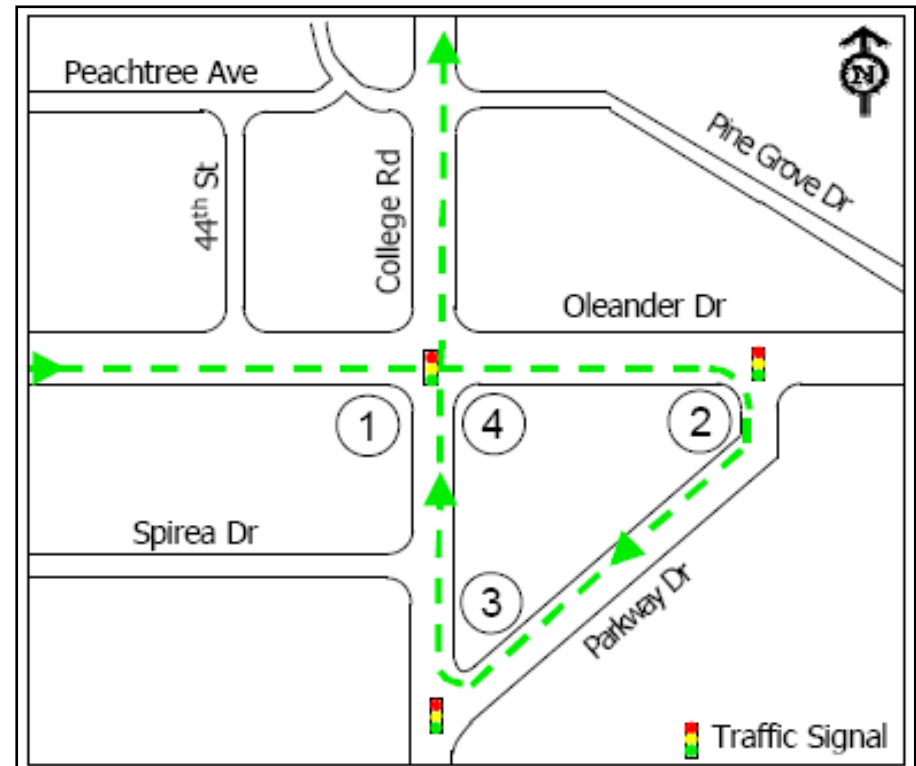 N
Peachtree Ave
Pine Grove Dr
44th St
College Rd
Oleander Dr
1
4
2
Spirea Dr
3
Parkway Dr
Traffic Signal